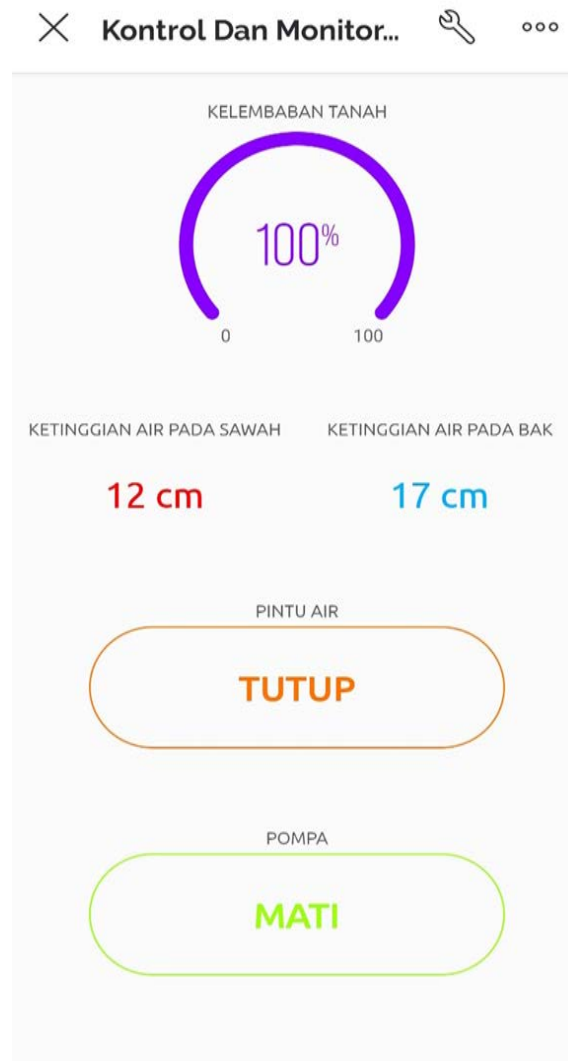 Kontrol Dan Monitor...
KELEMBABAN TANAH
100%
0 100
KETINGGIAN AIR PADA SAWAH KETINGGIAN AIR PADA BAK
12 cm 17 cm
PINTU AIR
TUTUP
POMPA
MATI